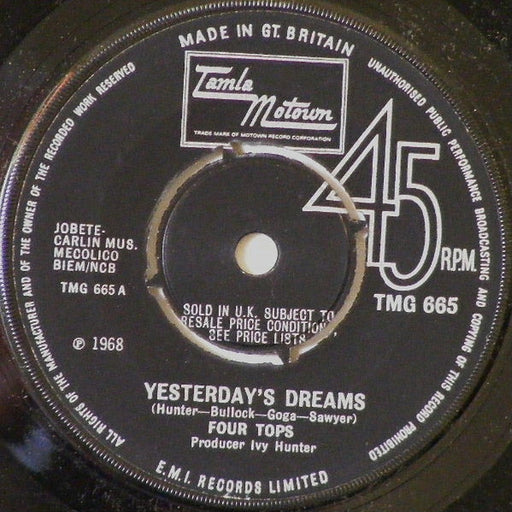 MADE IN GT. BRITAIN
UNAUTHORISED PUBLIC PERFORMANCE BROADCASTING AND COPYING OF THIS RECORD PROHIBITED
ALL RIGHTS OF THE MANUFACTURER AND OF THE OWNER OF THE RECORDED WORK RESERVED
Tamla
Motown
TRADE MARK OF MOTOWN RECORD CORPORATION
45
RPM.
TMG 665
JOBETE-
CARLIN MUS.
MECOLICO
BIEM/NCB
TMG 665 A
SOLD IN U.K. SUBJECT TO
RESALE PRICE CONDITIONS
SEE PRICE LISTS
℗ 1968
YESTERDAY'S DREAMS
(Hunter—Bullock—Goga—Sawyer)
FOUR TOPS
Producer Ivy Hunter
E.M.I. RECORDS LIMITED